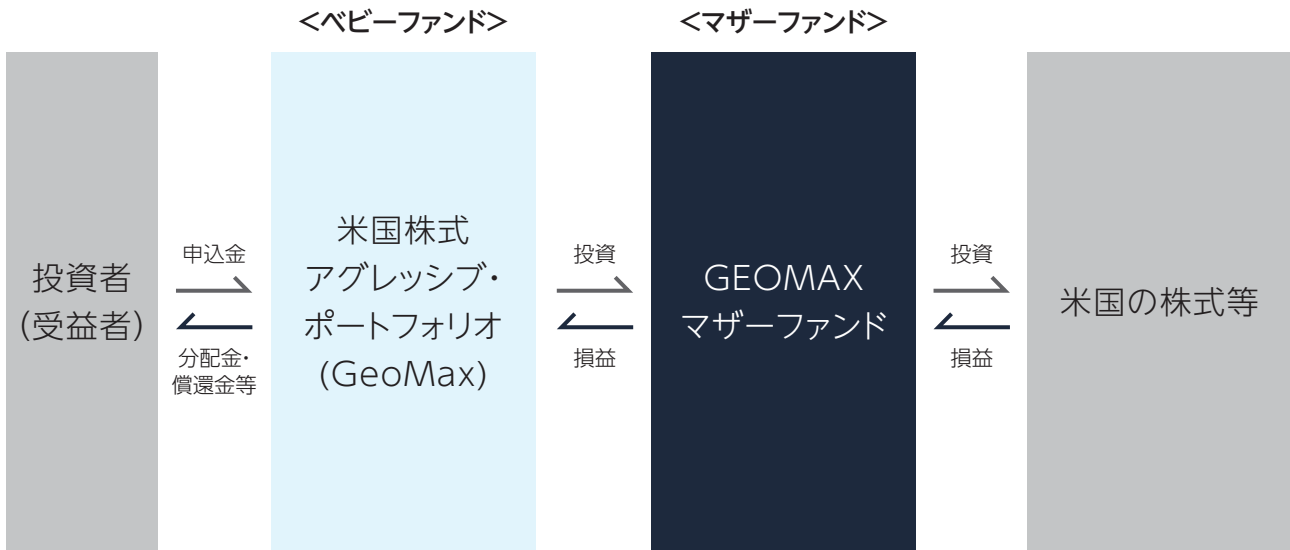 <ベビーファンド>
<マザーファンド>
投資者
(受益者)
申込金
分配金・
償還金等
米国株式
アグレッシブ・
ポートフォリオ
(GeoMax)
投資
損益
GEOMAX
マザーファンド
投資
損益
米国の株式等